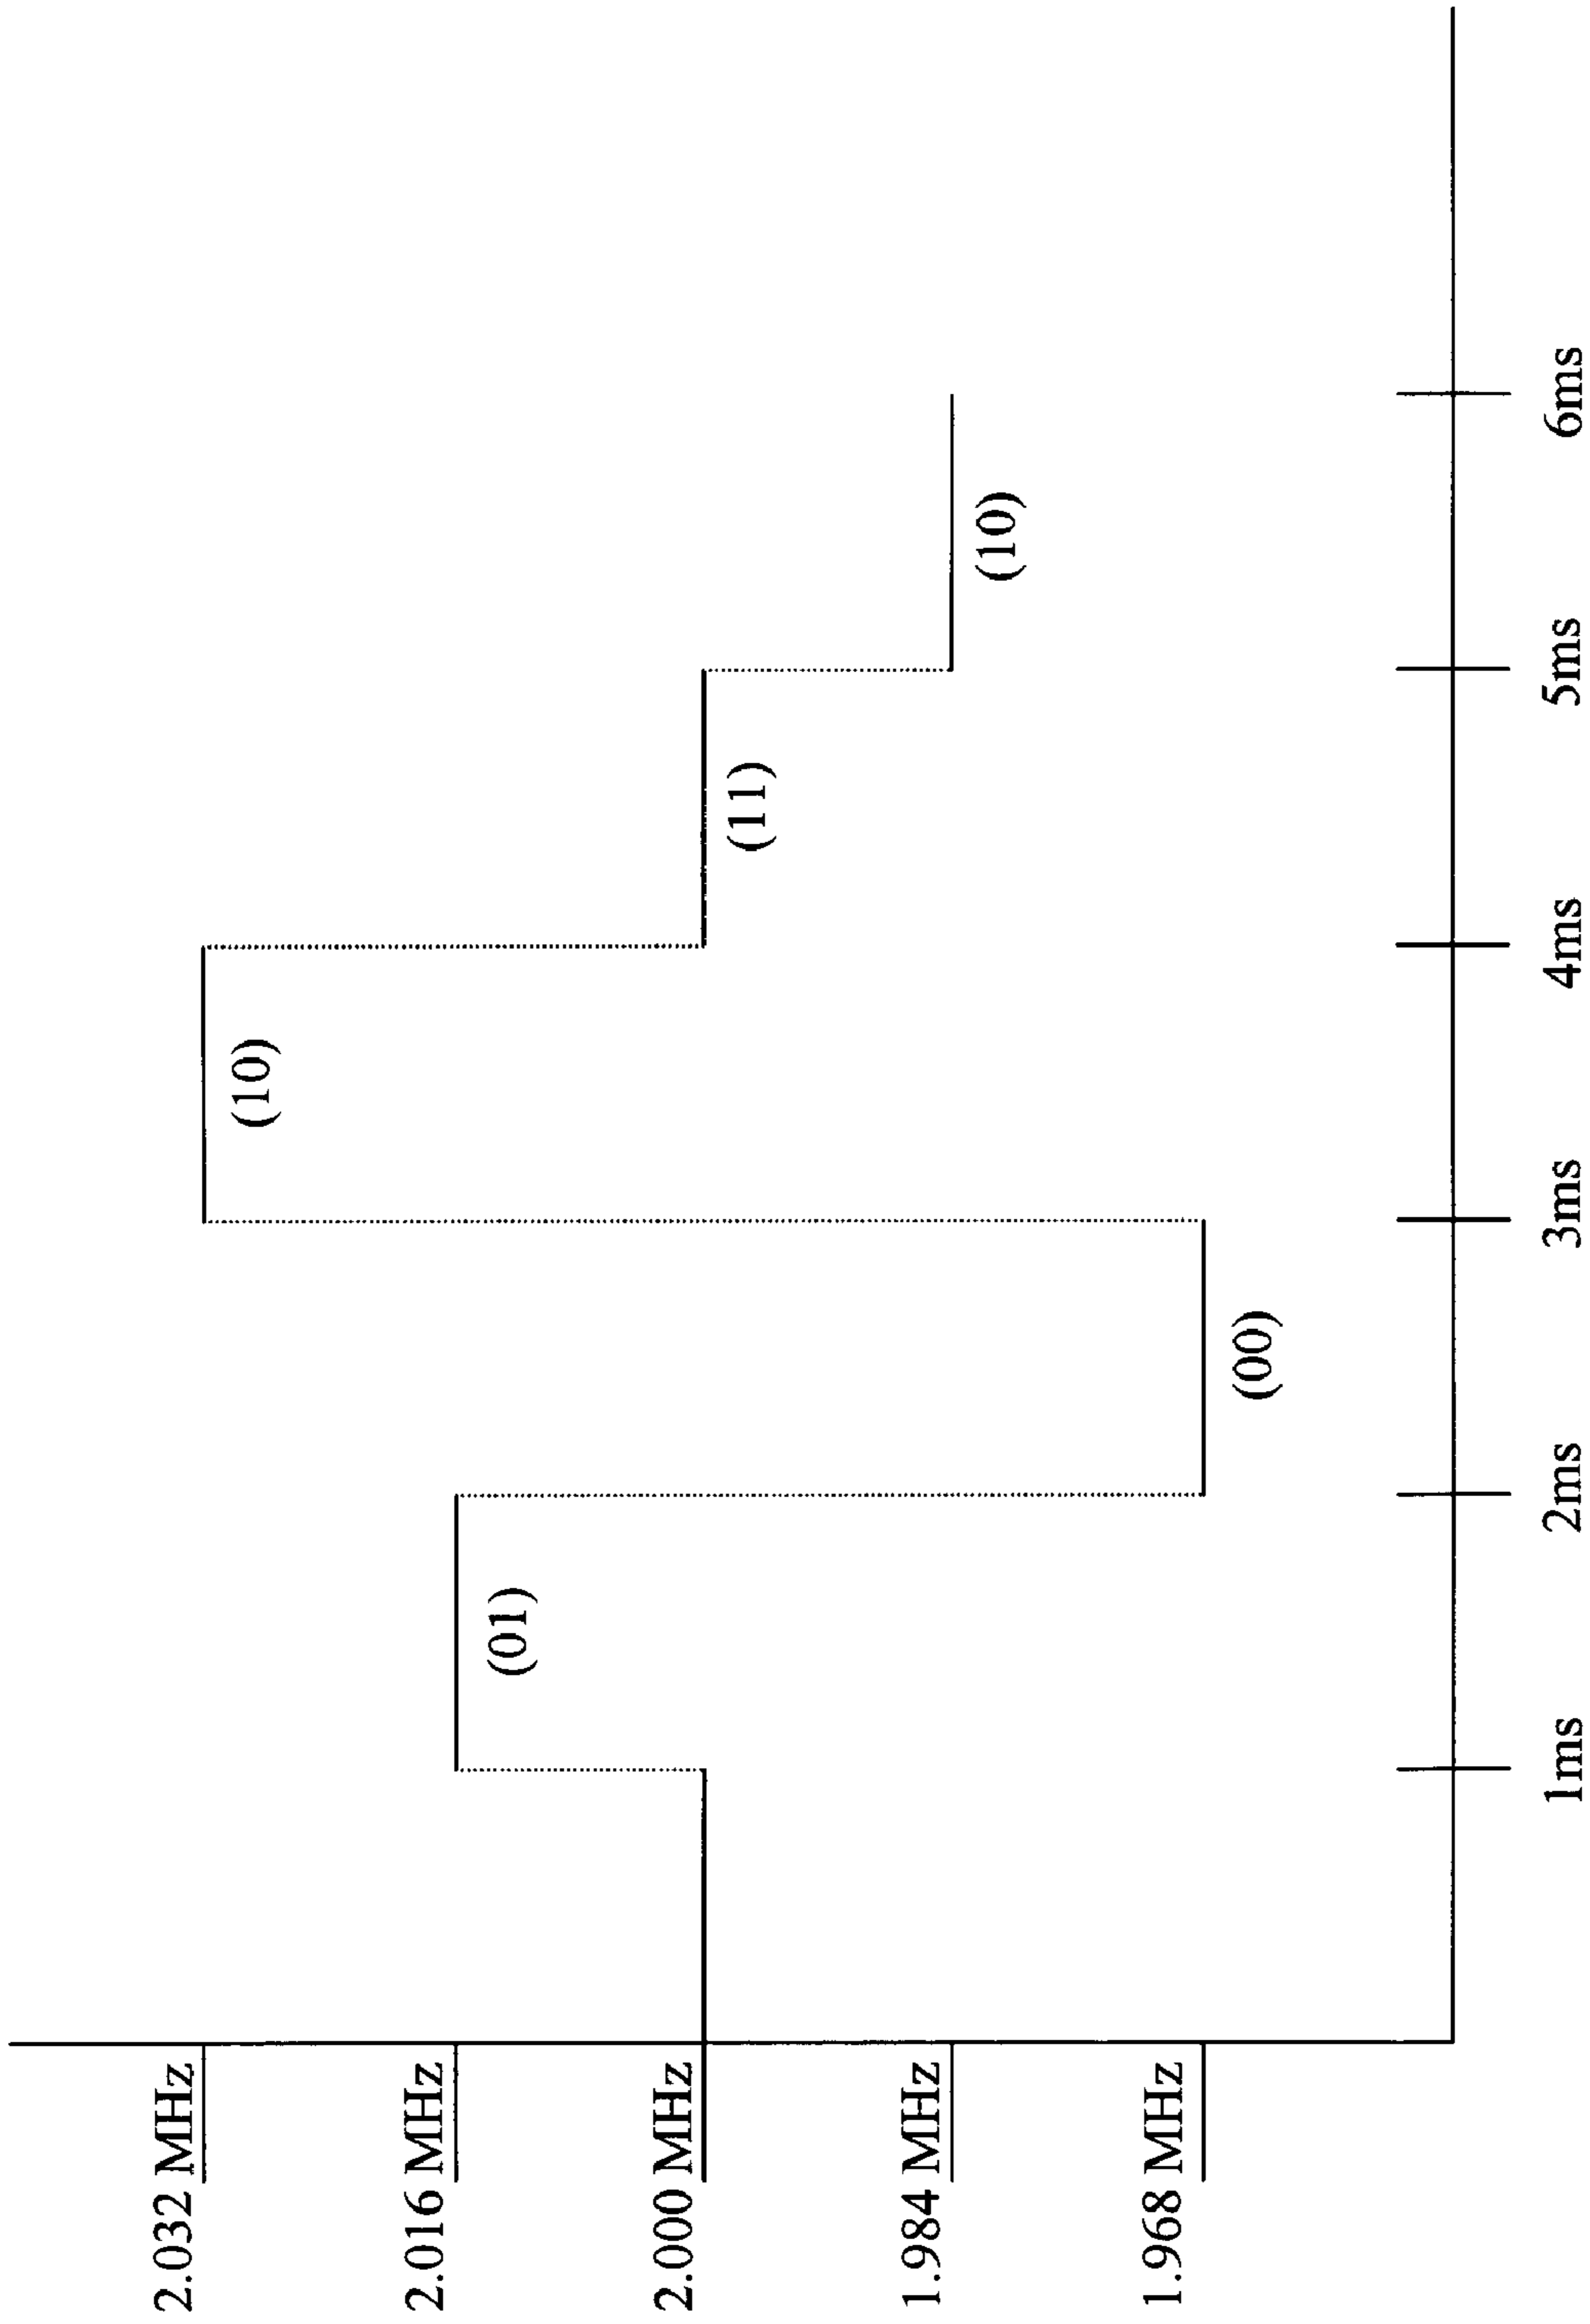 2.032 MHz
2.016 MHz
2.000 MHz
1.984 MHz
1.968 MHz
(01)
(00)
(10)
(11)
(10)
1ms
2ms
3ms
4ms
5ms
6ms